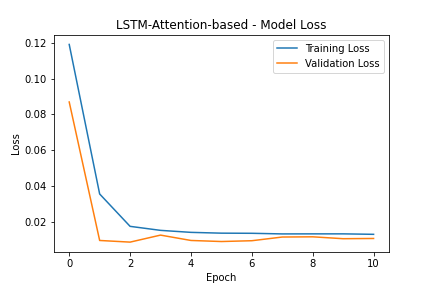 LSTM-Attention-based - Model Loss
Training Loss
Validation Loss
0.12
0.10
0.08
0.06
0.04
0.02
Loss
0 2 4 6 8 10
Epoch